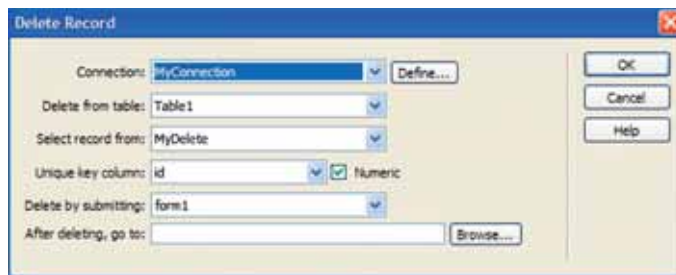 Delete Record
Connection: MyConnection Define... OK
Delete from table: Table1 Cancel
Select record from: MyDelete Help
Unique key column: id Numeric
Delete by submitting: form1
After deleting, go to: Browse...